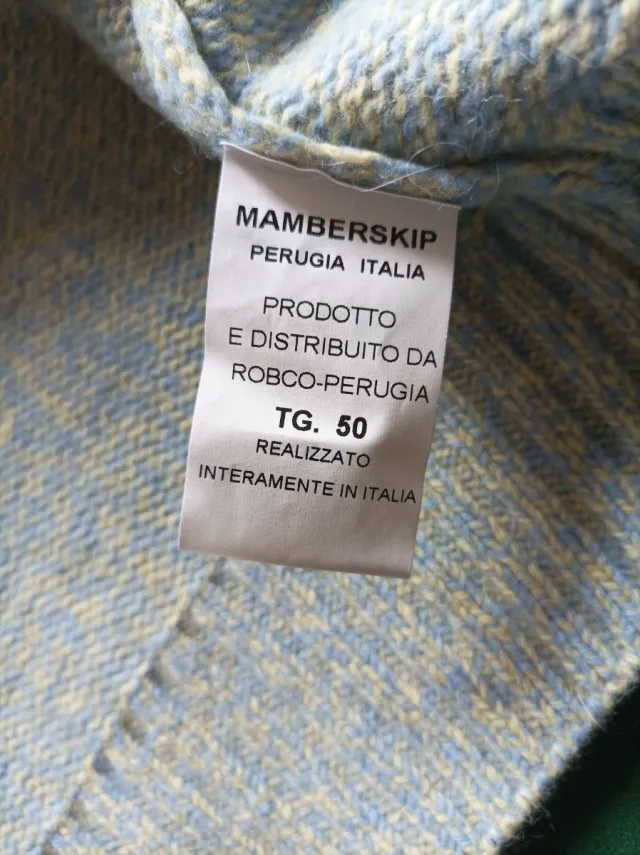 MAMBERSKIP
PERUGIA ITALIA
PRODOTTO
E DISTRIBUITO DA
ROBCO-PERUGIA
TG. 50
REALIZZATO
INTERAMENTE IN ITALIA